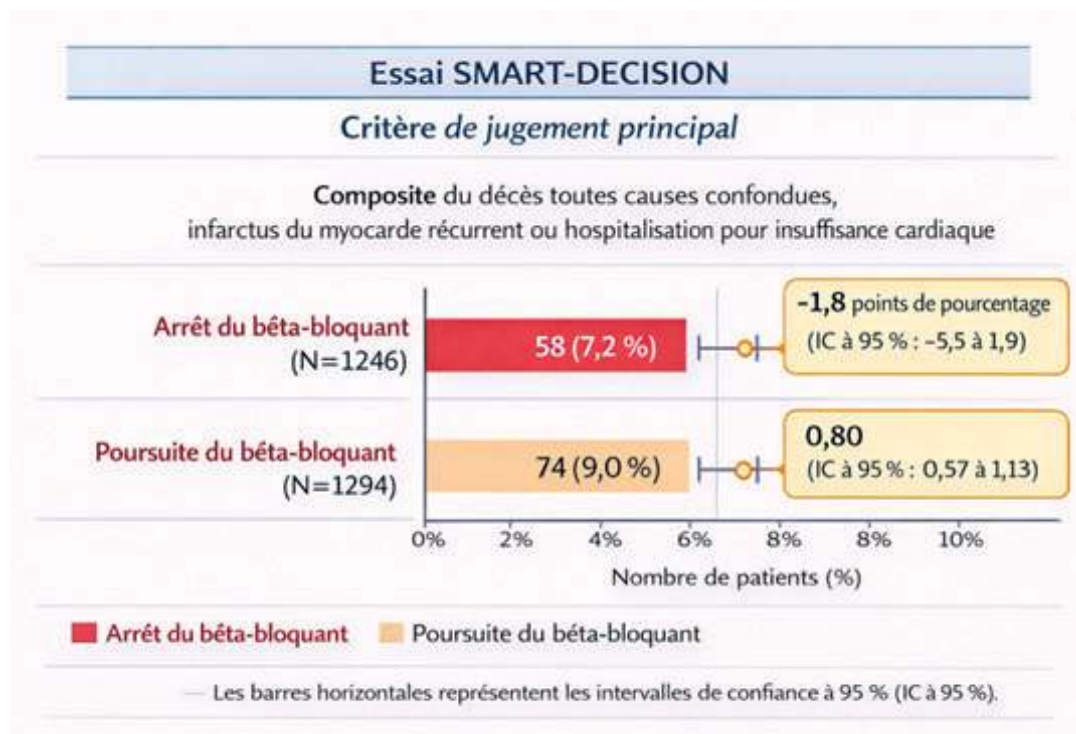 Essai SMART-DECISION
Critère de jugement principal
Composite du décès toutes causes confondues,
infarctus du myocarde récurrent ou hospitalisation pour insuffisance cardiaque
Arrêt du bêta-bloquant
(N=1246)
58 (7,2 %)
-1,8 points de pourcentage
(IC à 95 % : -5,5 à 1,9)
Poursuite du béta-bloquant
(N=1294)
74 (9,0 %)
0,80
(IC à 95 % : 0,57 à 1,13)
0% 2% 4% 6% 8% 8% 10%
Nombre de patients (%)
Arrét du béta-bloquant
Poursuite du béta-bloquant
— Les barres horizontales représentent les intervalles de confiance à 95 % (IC à 95 %).